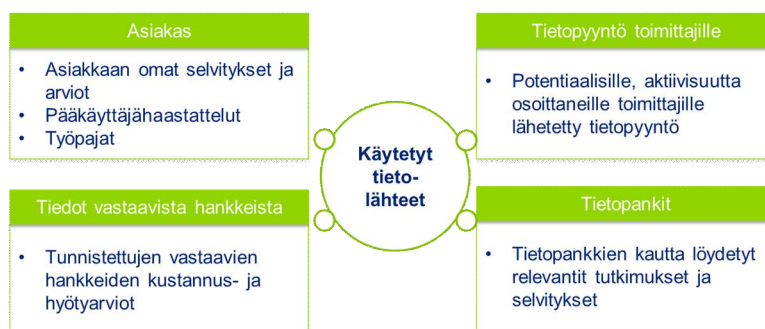 Asiakas
• Asiakkaan omat selvitykset ja
arviot
• Pääkäyttäjähaastattelut
• Työpajat
Tietopyyntö toimittajille
• Potentiaalisille, aktiivisuutta
osoittaneille toimittajille
lähetetty tietopyyntö
Käytetyt
tieto-
lähteet
Tiedot vastaavista hankkeista
• Tunnistettujen vastaavien
hankkeiden kustannus- ja
hyötyarviot
Tietopankit
• Tietopankkien kautta löydetyt
relevantit tutkimukset ja
selvitykset